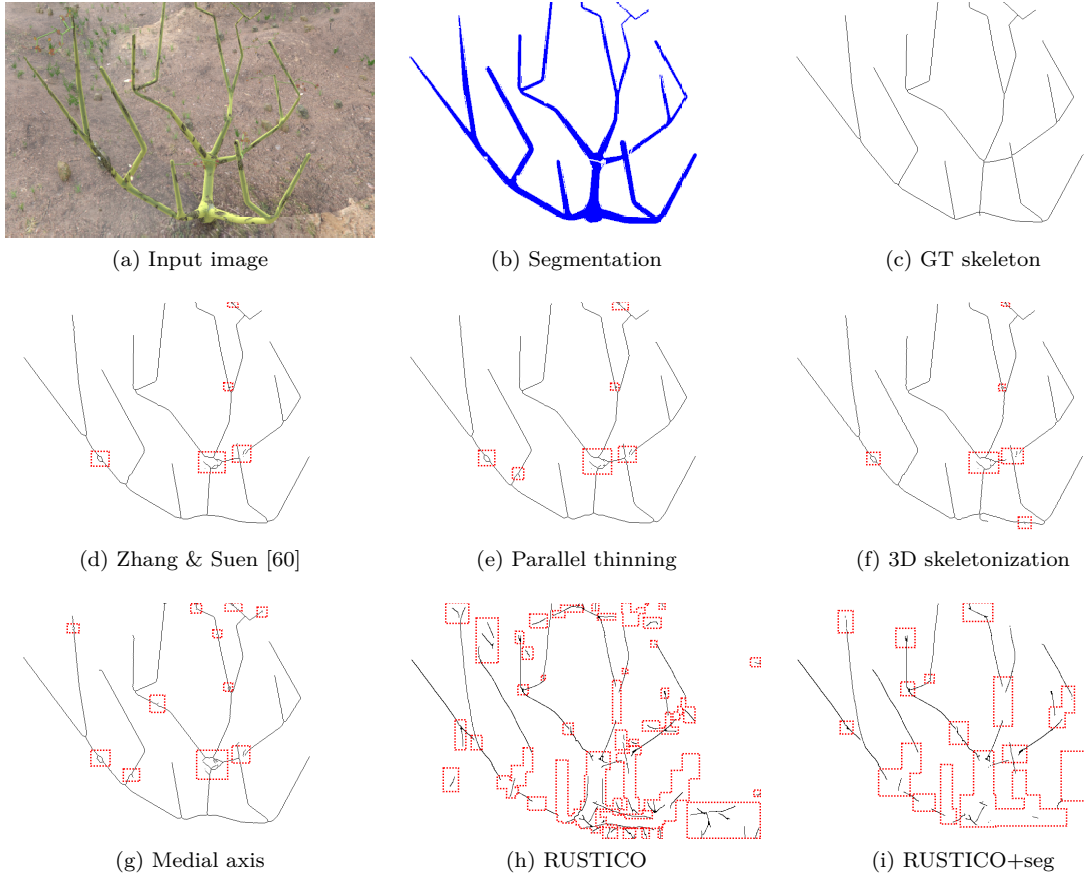 (a) Input image
(b) Segmentation
(c) GT skeleton
(d) Zhang & Suen [60]
(e) Parallel thinning
(f) 3D skeletonization
(g) Medial axis
(h) RUSTICO
(i) RUSTICO+seg